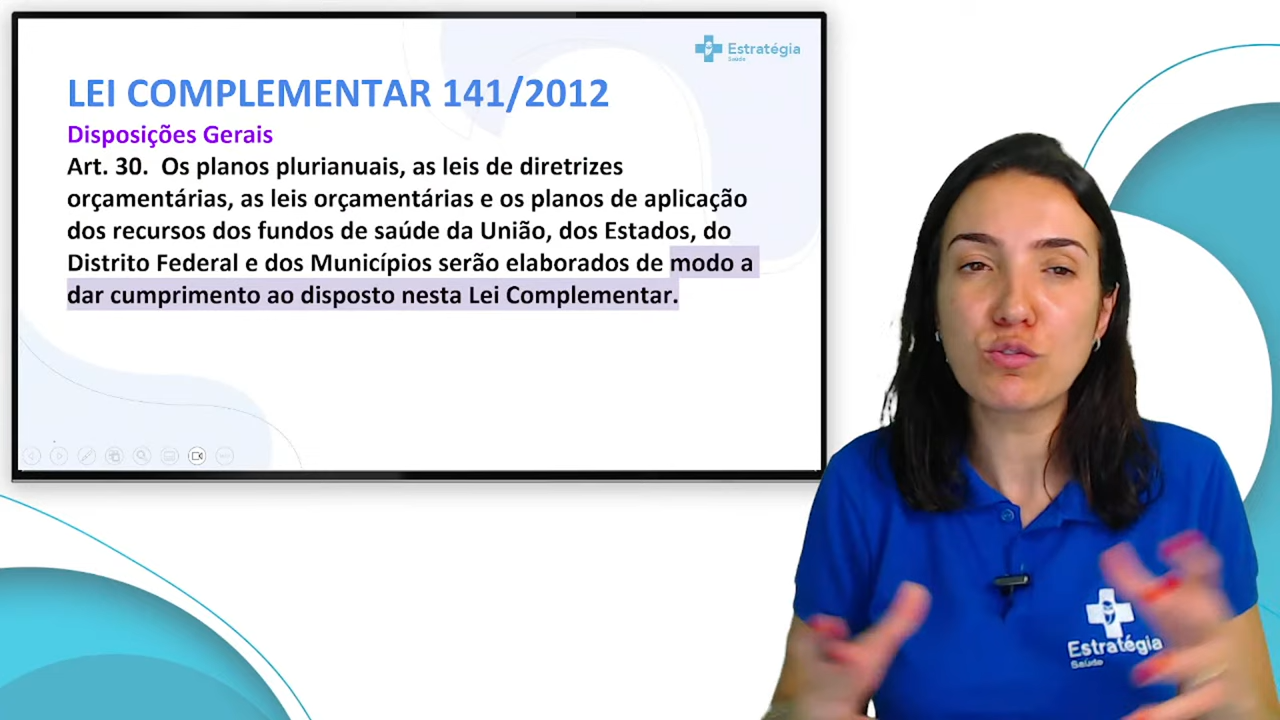 Estratégia
Saúde
LEI COMPLEMENTAR 141/2012
Disposições Gerais
Art. 30. Os planos plurianuais, as leis de diretrizes
orçamentárias, as leis orçamentárias e os planos de aplicação
dos recursos dos fundos de saúde da União, dos Estados, do
Distrito Federal e dos Municípios serão elaborados de modo a
dar cumprimento ao disposto nesta Lei Complementar.
Estratégia
Saúde